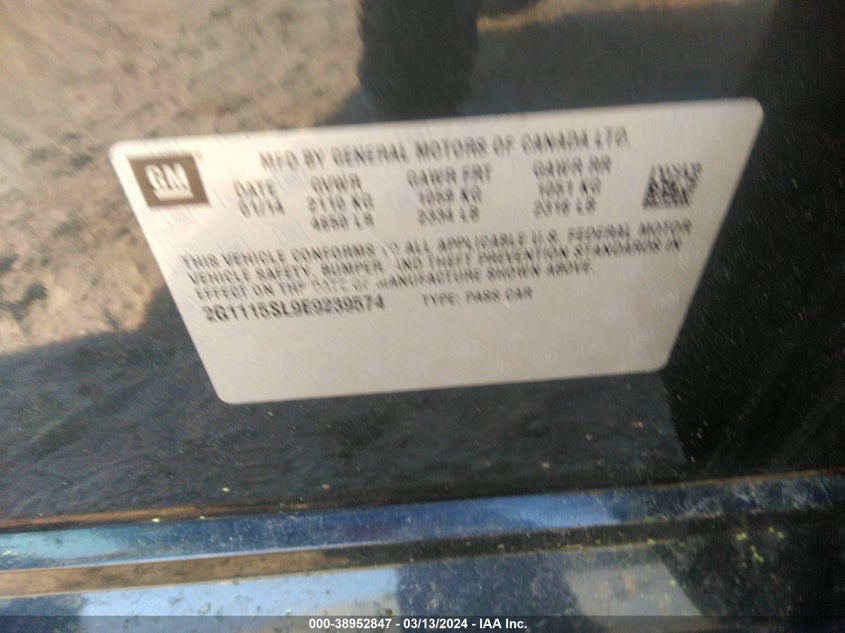 GM
MFD BY GENERAL MOTORS OF CANADA LTD.
DATE GVWR GAWR FRT GAWR RR
01/14 2110 KG 1059 KG 1051 KG
4650 LB 2334 LB 2316 LB
THIS VEHICLE CONFORMS TO ALL APPLICABLE U.S. FEDERAL MOTOR
VEHICLE SAFETY, BUMPER, AND THEFT PREVENTION STANDARDS IN
EFFECT ON THE DATE OF MANUFACTURE SHOWN ABOVE.
2G1115SL9E9239574 TYPE: PASS CAR
000-38952847 - 03/13/2024 - IAA Inc.